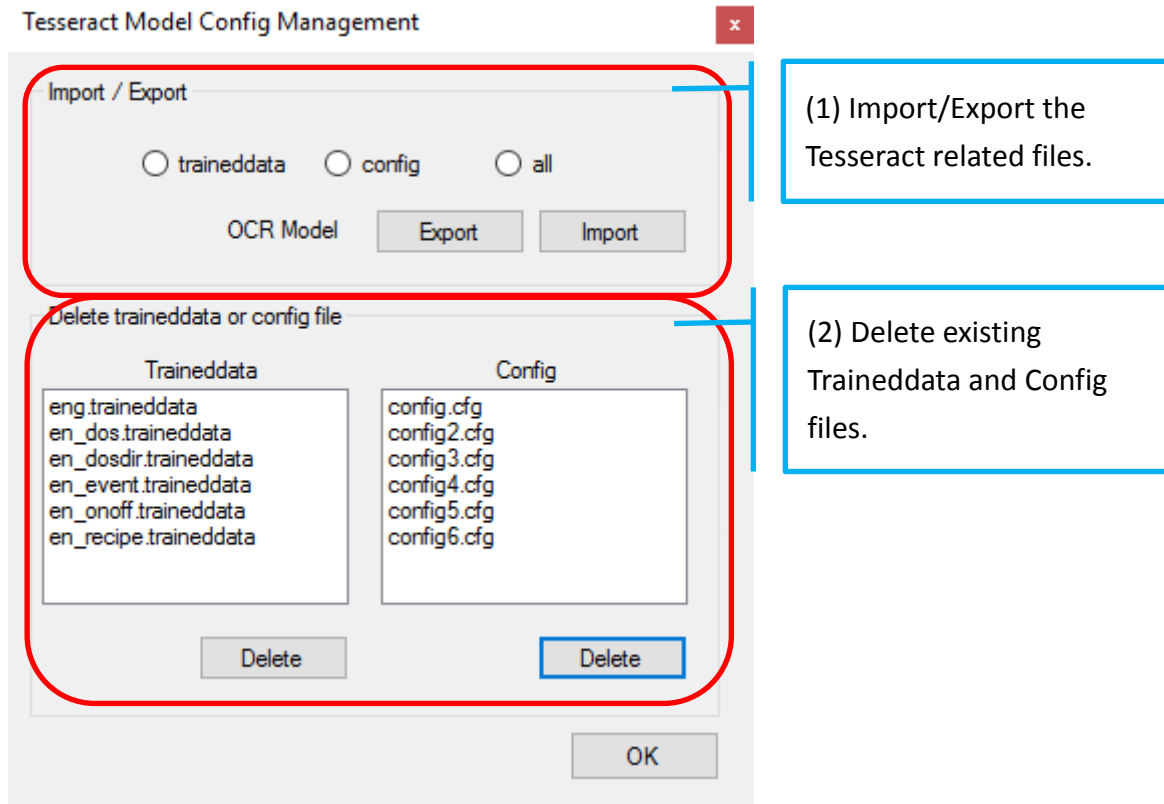 Tesseract Model Config Management
x
Import / Export
traineddata
config
all
OCR Model
Export
Import
Delete traineddata or config file
Traineddata
Config
eng.traineddata
en_dos.traineddata
en_dosdir.traineddata
en_event.traineddata
en_onoff.traineddata
en_recipe.traineddata
config.cfg
config2.cfg
config3.cfg
config4.cfg
config5.cfg
config6.cfg
Delete
Delete
OK
(1) Import/Export the
Tesseract related files.
(2) Delete existing
Traineddata and Config
files.